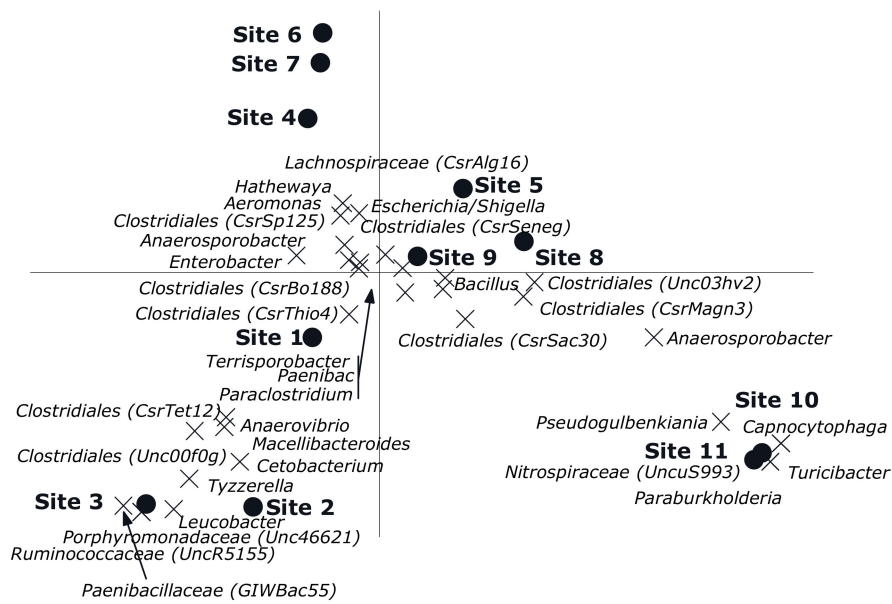 Site 6
Site 7
Site 4
Lachnospiraceae (CsrAlg16)
Hathewaya
Site 5
Aeromonas
Escherichia/Shigella
Clostridiales (CsrSp125)
Clostridiales (CsrSeneg)
Anaerosporobacter
Enterobacter
Site 9
Site 8
Clostridiales (CsrBo188)
Bacillus
Clostridiales (Unc03hv2)
Clostridiales (CsrThio4)
Clostridiales (CsrMagn3)
Site 1
Clostridiales (CsrSac30)
Anaerosporobacter
Terrisporobacter
Paenibac
Paraclostridium
Site 10
Clostridiales (CsrTet12)
Anaerovibrio
Pseudogulbenkiania
Capnocytophaga
Macellibacteroides
Site 11
Clostridiales (Unc00f0g)
Cetobacterium
Nitrospiraceae (UncuS993)
Turicibacter
Tyzzerella
Paraburkholderia
Site 3
Site 2
Leucobacter
Porphyromonadaceae (Unc46621)
Ruminococcaceae (UncR5155)
Paenibacillaceae (GIWBac55)